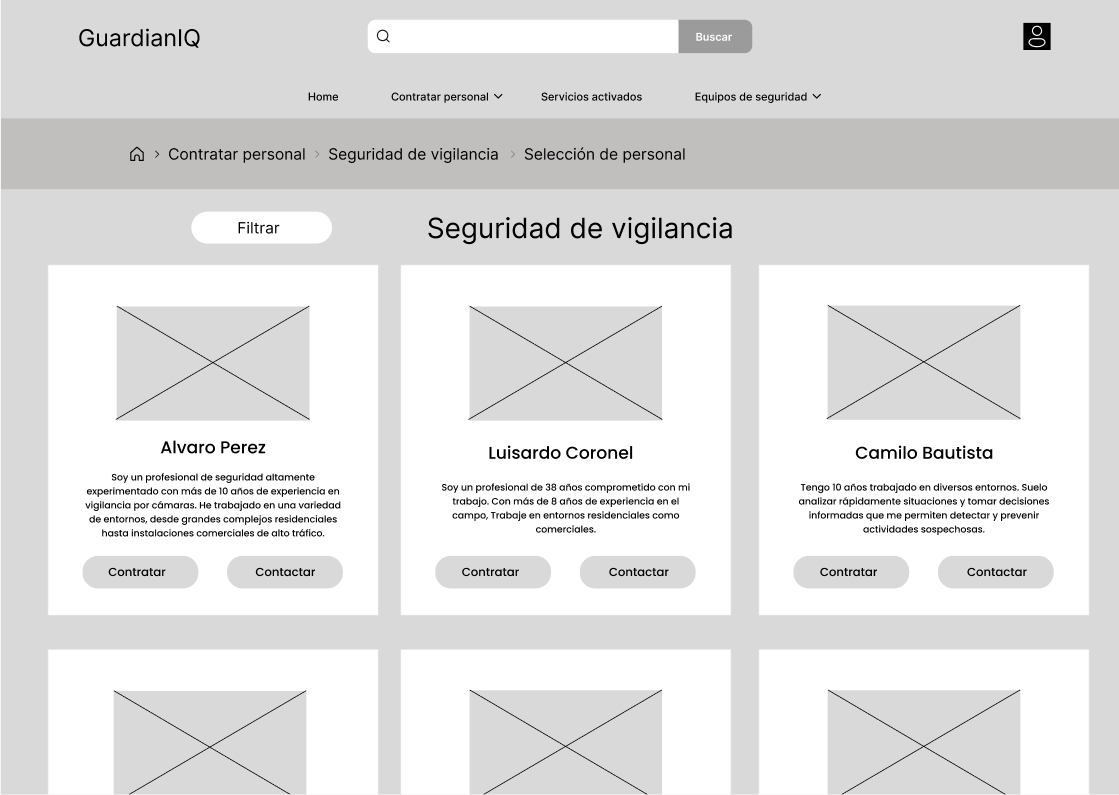 GuardianIQ
Buscar
Home
Contratar personal
Servicios activados
Equipos de seguridad
Contratar personal
Seguridad de vigilancia
Selección de personal
Filtrar
Seguridad de vigilancia
Alvaro Perez
Soy un profesional de seguridad altamente
experimentado con más de 10 años de experiencia en
vigilancia por cámaras. He trabajado en una variedad
de entornos, desde grandes complejos residenciales
hasta instalaciones comerciales de alto tráfico.
Contratar
Contactar
Luisardo Coronel
Soy un profesional de 38 años comprometido con mi
trabajo. Con más de 8 años de experiencia en el
campo, Trabaje en entornos residenciales como
comerciales.
Contratar
Contactar
Camilo Bautista
Tengo 10 años trabajado en diversos entornos. Suelo
analizar rápidamente situaciones y tomar decisiones
informadas que me permiten detectar y prevenir
actividades sospechosas.
Contratar
Contactar